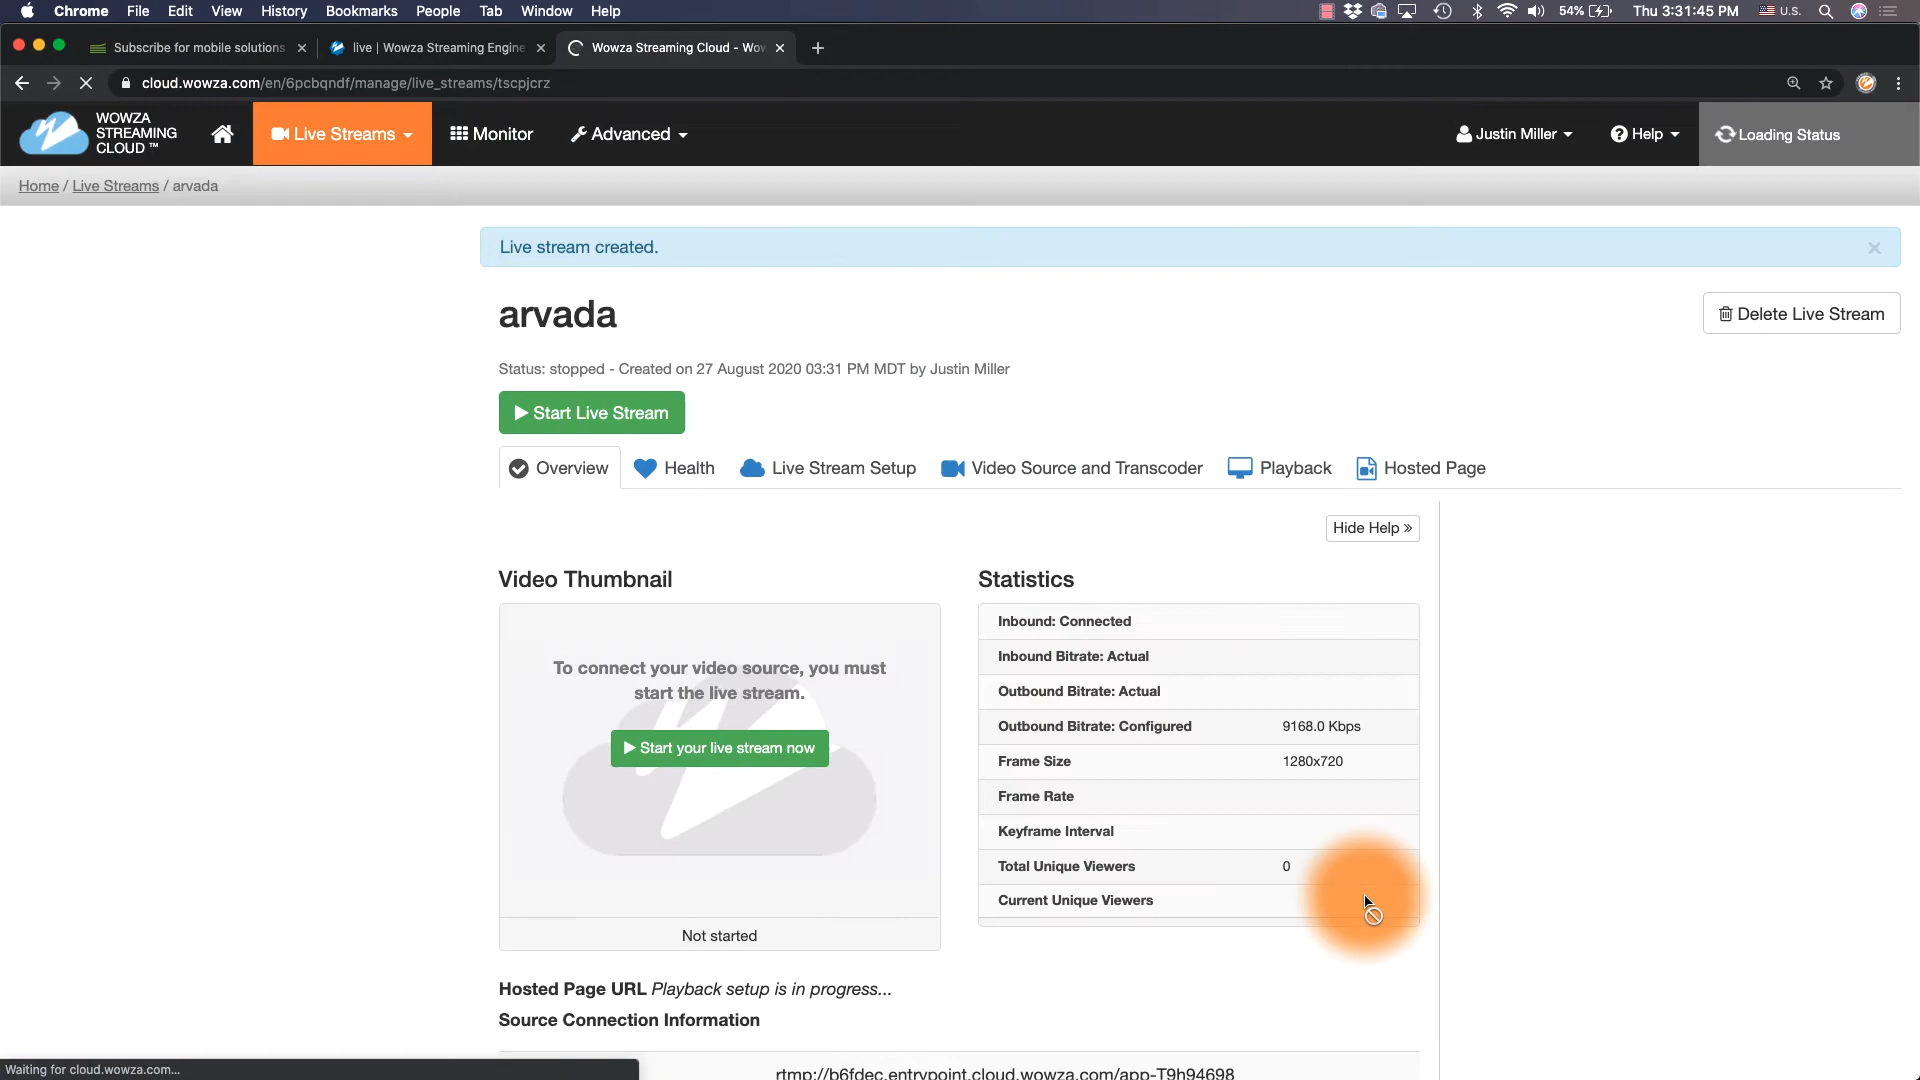 Chrome File Edit View History Bookmarks People Tab Window Help 54% Thu 3:31:45 PM U.S.
Subscribe for mobile solutions live | Wowza Streaming Engine Wowza Streaming Cloud - Wow
cloud.wowza.com/en/6pcbqndf/manage/live_streams/tscpjcrz
WOWZA
STREAMING
CLOUD ™
Live Streams Monitor Advanced Justin Miller Help Loading Status
Home / Live Streams / arvada
Live stream created.
arvada
Delete Live Stream
Status: stopped - Created on 27 August 2020 03:31 PM MDT by Justin Miller
Start Live Stream
Overview Health Live Stream Setup Video Source and Transcoder Playback Hosted Page
Hide Help »
Video Thumbnail
To connect your video source, you must
start the live stream.
Start your live stream now
Not started
Statistics
Inbound: Connected
Inbound Bitrate: Actual
Outbound Bitrate: Actual
Outbound Bitrate: Configured 9168.0 Kbps
Frame Size 1280x720
Frame Rate
Keyframe Interval
Total Unique Viewers 0
Current Unique Viewers
Hosted Page URL Playback setup is in progress...
Source Connection Information
rtmp://b6fdec.entrypoint.cloud.wowza.com/app-T9h94698
Waiting for cloud.wowza.com...